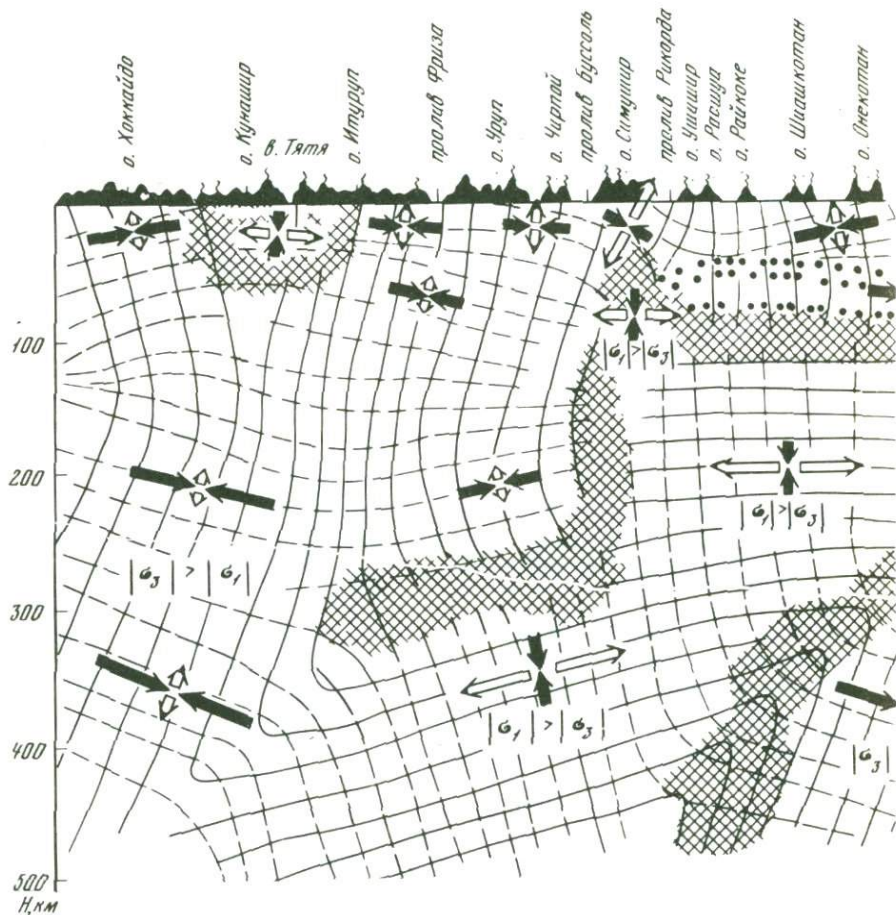 о. Хоккайдо
о. Кунашир
в. Тятя
о. Итуруп
пролив Фриза
о. Уруп
о. Чирпой
пролив Буссоль
о. Симушир
пролив Рикорда
о. Ушишир
о. Расшуа
о. Райкоке
о. Шиашкотан
о. Онекотан
100
|σ₁|>|σ₃|
200
|σ₁|>|σ₃|
|σ₃| > |σ₁|
300
|σ₁| > |σ₃|
400
|σ₃|
500
H, км